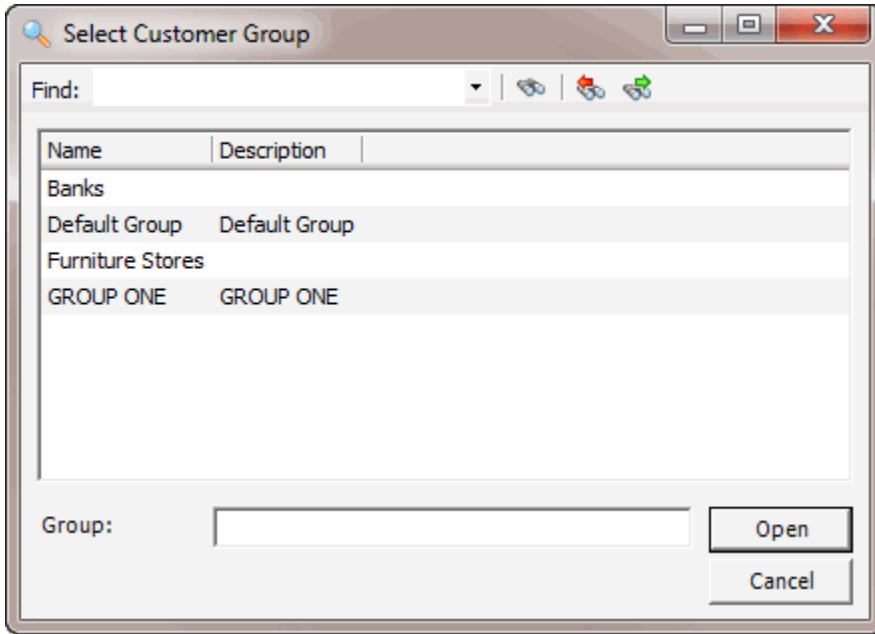 Select Customer Group
Find:
Name Description
Banks
Default Group Default Group
Furniture Stores
GROUP ONE GROUP ONE
Group:
Open
Cancel